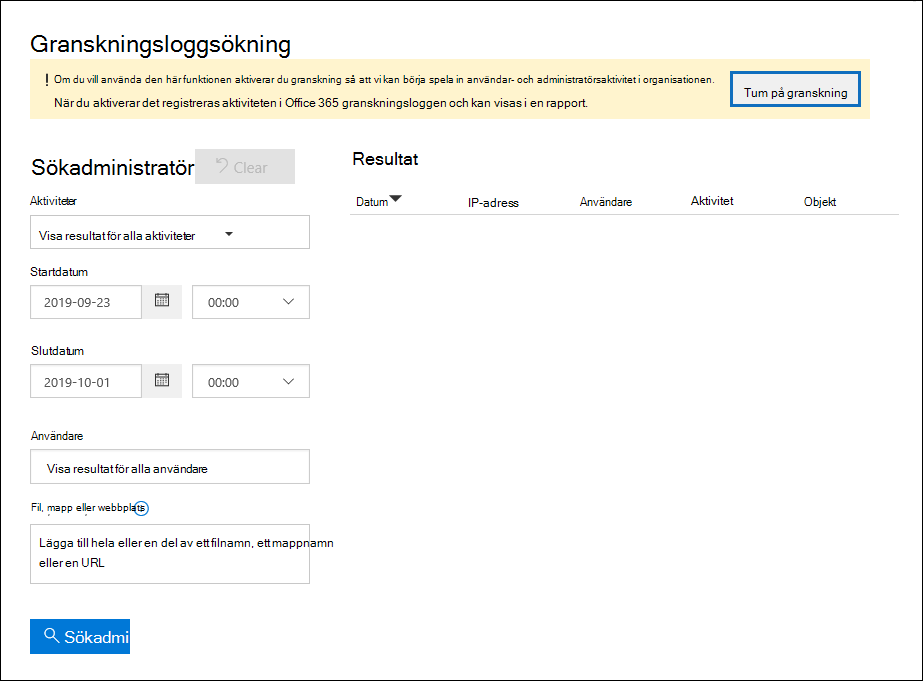 Granskningsloggsökning
! Om du vill använda den här funktionen aktiverar du granskning så att vi kan börja spela in användar- och administratörsaktivitet i organisationen.
När du aktiverar det registreras aktiviteten i Office 365 granskningsloggen och kan visas i en rapport.
Tum på granskning
Sökadministratör
Clear
Aktiviteter
Visa resultat för alla aktiviteter
Startdatum
2019-09-23
00:00
Slutdatum
2019-10-01
00:00
Användare
Visa resultat för alla användare
Fil, mapp eller webbplats
Lägga till hela eller en del av ett filnamn, ett mappnamn
eller en URL
Sökadmi
Resultat
Datum
IP-adress
Användare
Aktivitet
Objekt